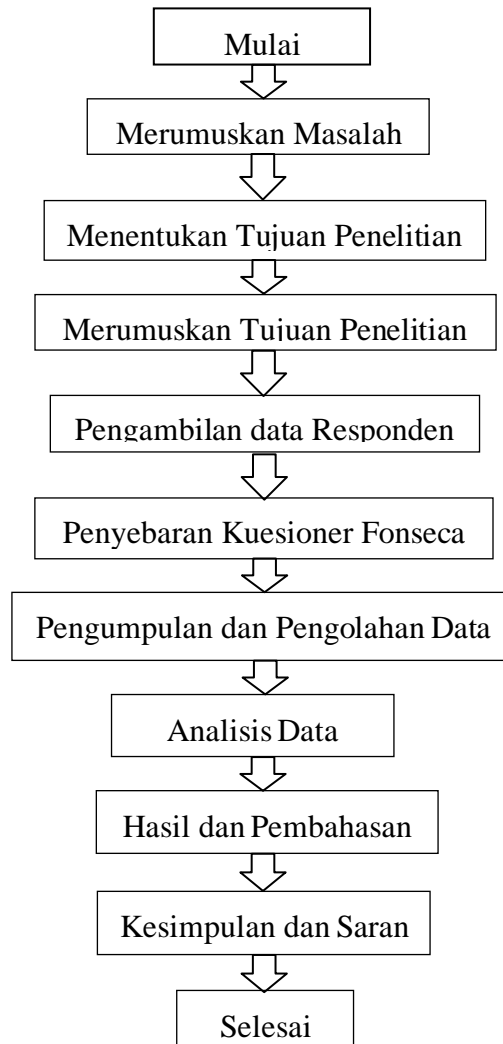 Mulai
Merumuskan Masalah
Menentukan Tujuan Penelitian
Merumuskan Tujuan Penelitian
Pengambilan data Responden
Penyebaran Kuesioner Fonseca
Pengumpulan dan Pengolahan Data
Analisis Data
Hasil dan Pembahasan
Kesimpulan dan Saran
Selesai